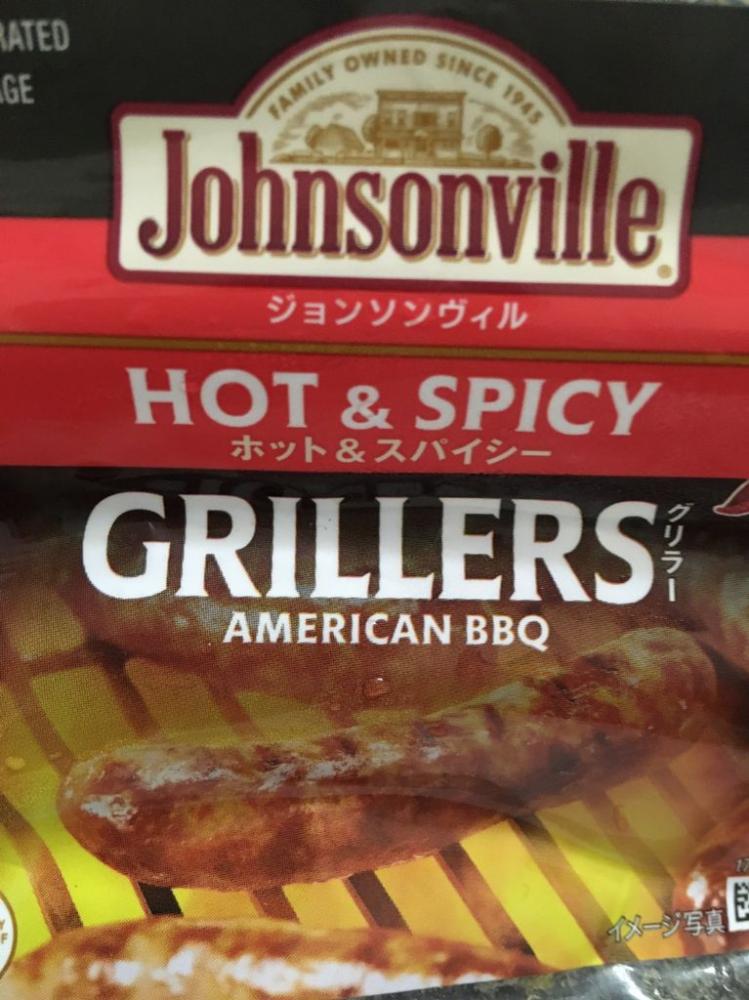 RATED
GE
FAMILY OWNED SINCE 1945
Johnsonville
ジョンソンヴィル
HOT & SPICY
ホット&スパイシー
GRILLERS
グリラー
AMERICAN BBQ
イメージ写真